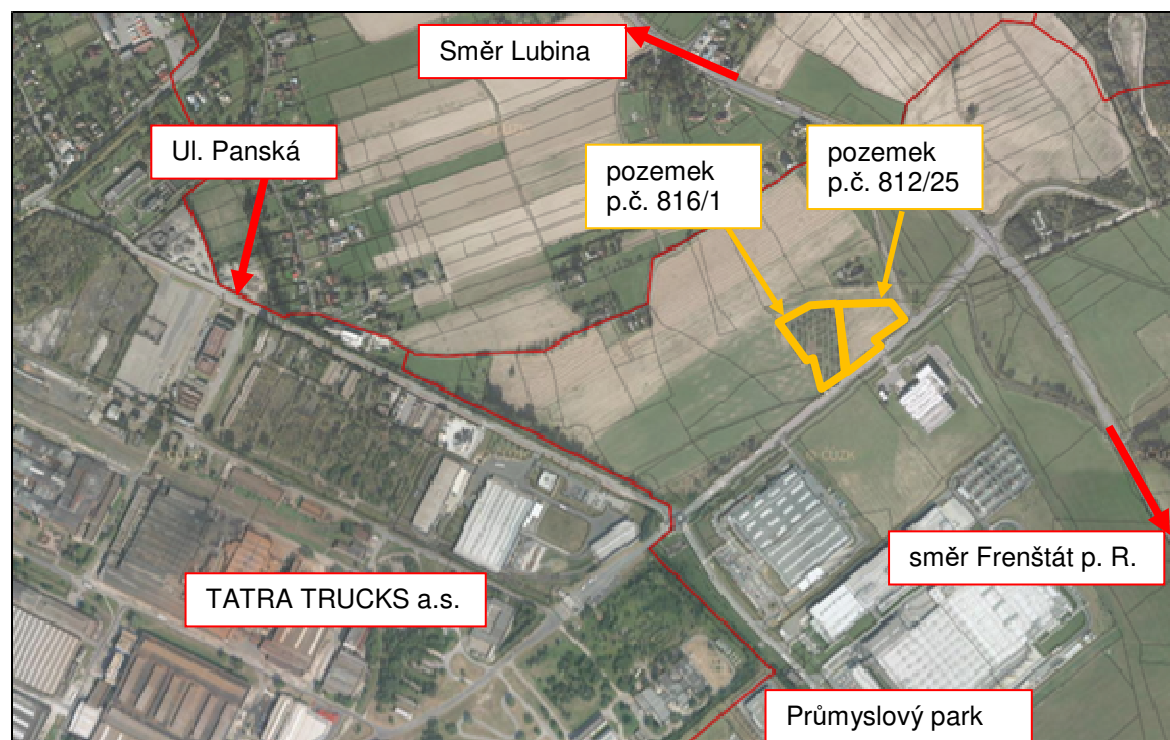 Směr Lubina
Ul. Panská
pozemek
p.č. 816/1
pozemek
p.č. 812/25
směr Frenštát p. R.
TATRA TRUCKS a.s.
Průmyslový park